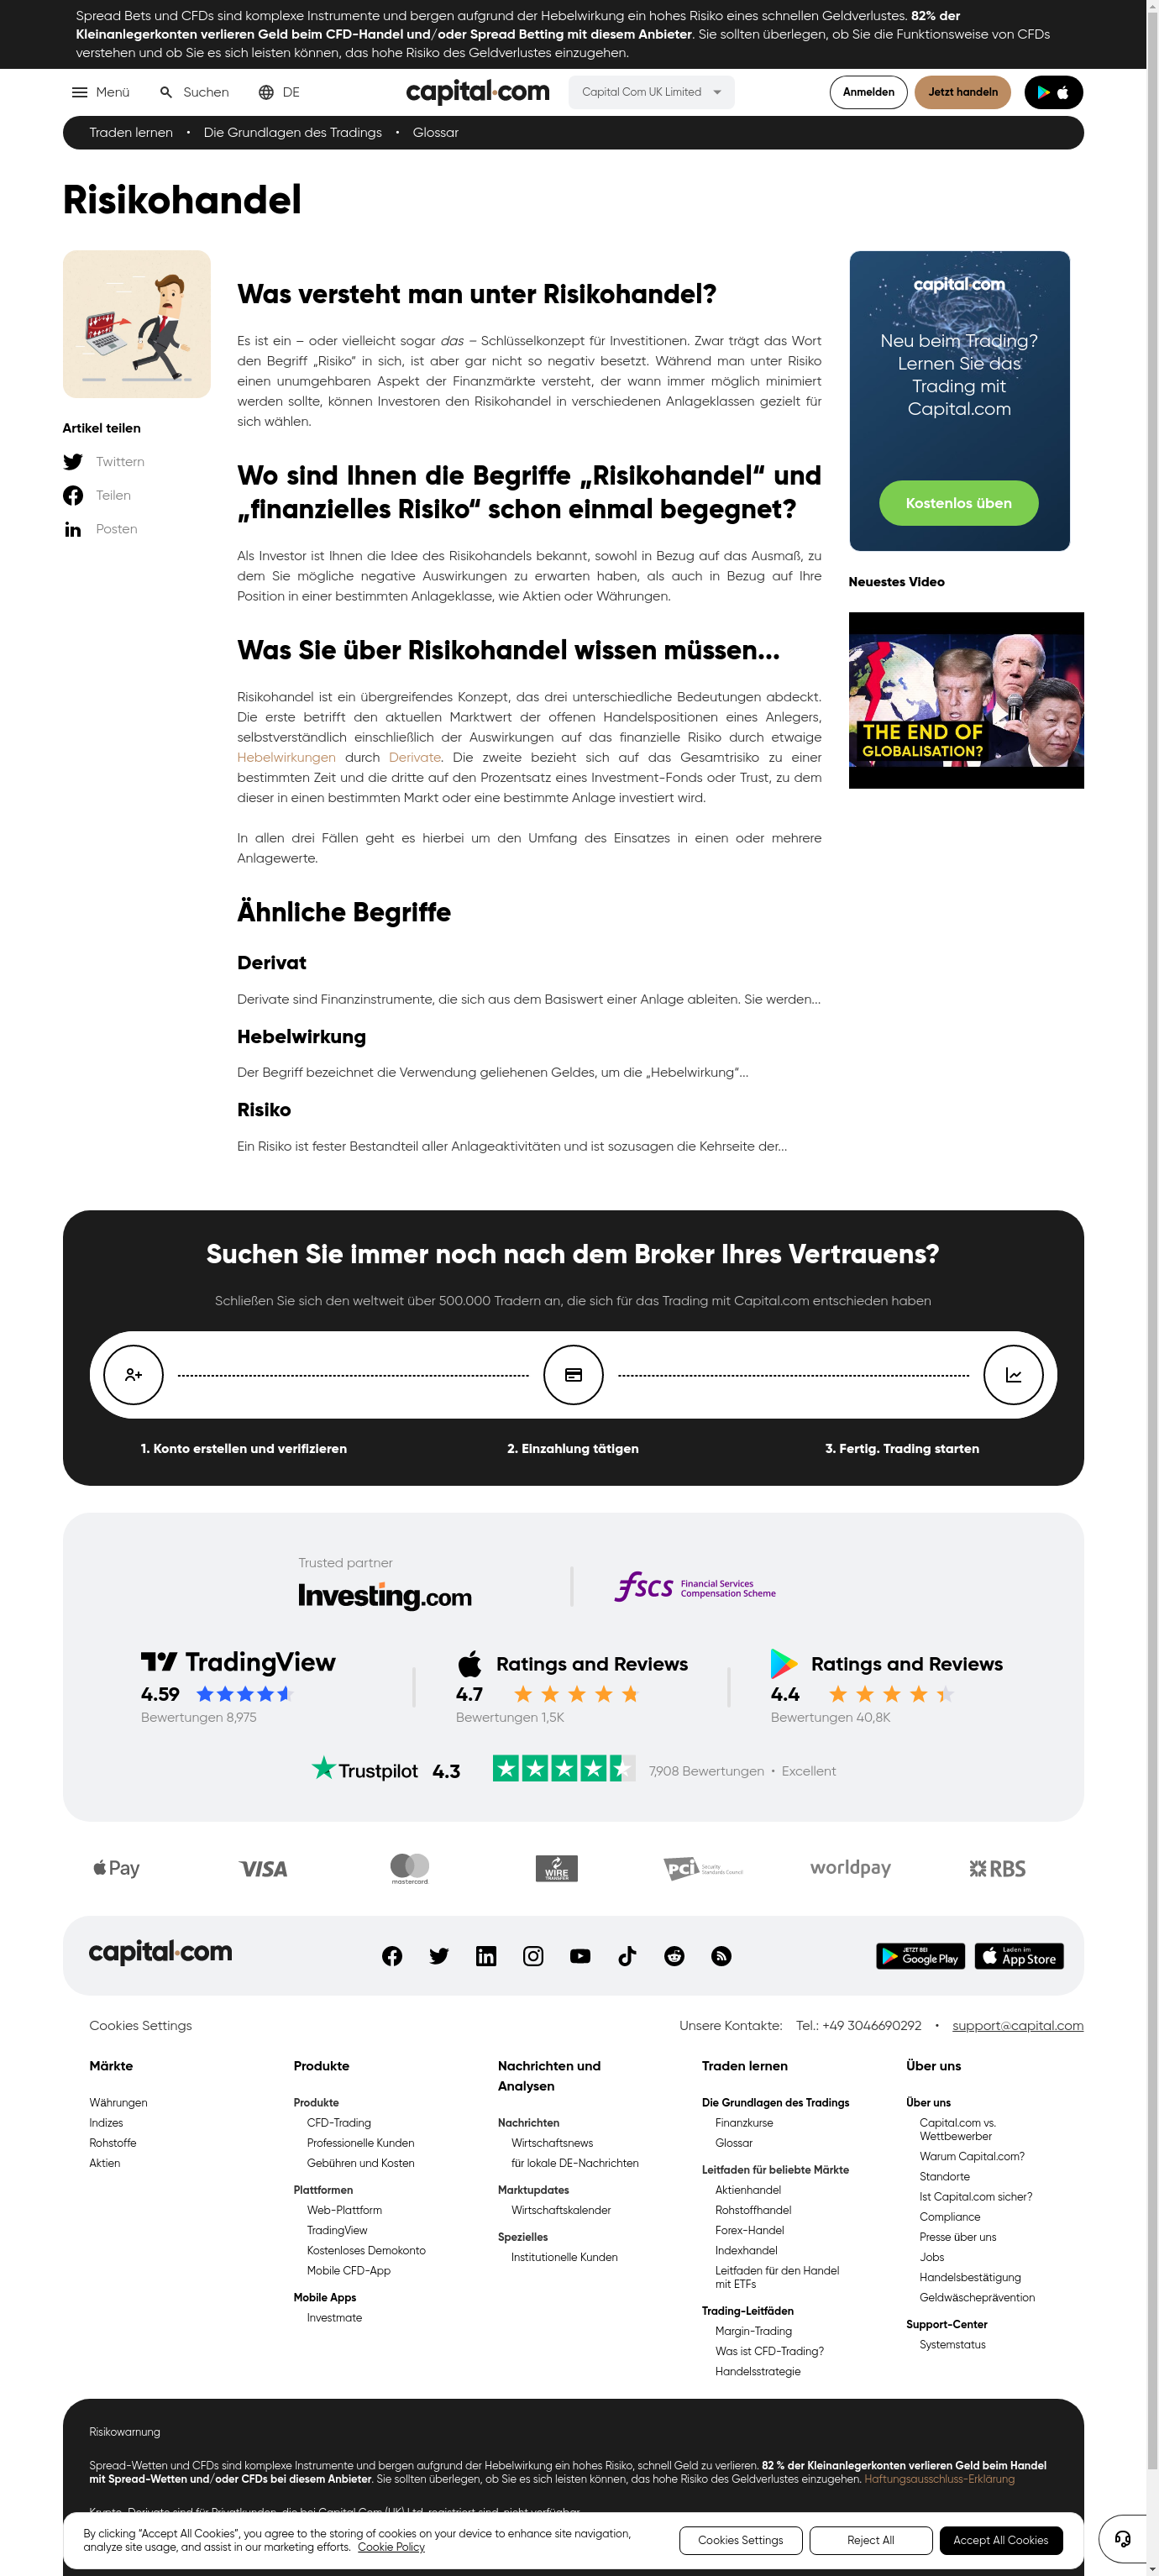 Spread Bets und CFDs sind komplexe Instrumente und bergen aufgrund der Hebelwirkung ein hohes Risiko eines schnellen Geldverlustes. 82% der
Kleinanlegerkonten verlieren Geld beim CFD-Handel und/oder Spread Betting mit diesem Anbieter. Sie sollten überlegen, ob Sie die Funktionsweise von CFDs
verstehen und ob Sie es sich leisten können, das hohe Risiko des Geldverlustes einzugehen.
Menü
Suchen
DE
capital.com
Capital Com UK Limited
Anmelden
Jetzt handeln
Traden lernen • Die Grundlagen des Tradings • Glossar
Risikohandel
Artikel teilen
Twittern
Teilen
Posten
Was versteht man unter Risikohandel?
Es ist ein – oder vielleicht sogar das – Schlüsselkonzept für Investitionen. Zwar trägt das Wort
den Begriff „Risiko“ in sich, ist aber gar nicht so negativ besetzt. Während man unter Risiko
einen unumgehbaren Aspekt der Finanzmärkte versteht, der wann immer möglich minimiert
werden sollte, können Investoren den Risikohandel in verschiedenen Anlageklassen gezielt für
sich wählen.
Wo sind Ihnen die Begriffe „Risikohandel“ und
„finanzielles Risiko“ schon einmal begegnet?
Als Investor ist Ihnen die Idee des Risikohandels bekannt, sowohl in Bezug auf das Ausmaß, zu
dem Sie mögliche negative Auswirkungen zu erwarten haben, als auch in Bezug auf Ihre
Position in einer bestimmten Anlageklasse, wie Aktien oder Währungen.
Was Sie über Risikohandel wissen müssen...
Risikohandel ist ein übergreifendes Konzept, das drei unterschiedliche Bedeutungen abdeckt.
Die erste betrifft den aktuellen Marktwert der offenen Handelspositionen eines Anlegers,
selbstverständlich einschließlich der Auswirkungen auf das finanzielle Risiko durch etwaige
Hebelwirkungen durch Derivate. Die zweite bezieht sich auf das Gesamtrisiko zu einer
bestimmten Zeit und die dritte auf den Prozentsatz eines Investment-Fonds oder Trust, zu dem
dieser in einen bestimmten Markt oder eine bestimmte Anlage investiert wird.
In allen drei Fällen geht es hierbei um den Umfang des Einsatzes in einen oder mehrere
Anlagewerte.
Ähnliche Begriffe
Derivat
Derivate sind Finanzinstrumente, die sich aus dem Basiswert einer Anlage ableiten. Sie werden...
Hebelwirkung
Der Begriff bezeichnet die Verwendung geliehenen Geldes, um die „Hebelwirkung“...
Risiko
Ein Risiko ist fester Bestandteil aller Anlageaktivitäten und ist sozusagen die Kehrseite der...
capital.com
Neu beim Trading?
Lernen Sie das
Trading mit
Capital.com
Kostenlos üben
Neuestes Video
THE END OF
GLOBALISATION?
Suchen Sie immer noch nach dem Broker Ihres Vertrauens?
Schließen Sie sich den weltweit über 500.000 Tradern an, die sich für das Trading mit Capital.com entschieden haben
1. Konto erstellen und verifizieren
2. Einzahlung tätigen
3. Fertig. Trading starten
Trusted partner
Investing.com
fscs Financial Services
Compensation Scheme
TradingView
4.59
Bewertungen 8,975
Ratings and Reviews
4.7
Bewertungen 1,5K
Ratings and Reviews
4.4
Bewertungen 40,8K
Trustpilot 4.3
7,908 Bewertungen • Excellent
Pay
VISA
mastercard
WIRE
TRANSFER
PCI Security
Standards Council
worldpay
RBS
capital.com
JETZT BEI
Google Play
Laden im
App Store
Cookies Settings
Unsere Kontakte: Tel.: +49 3046690292 • support@capital.com
Märkte
Währungen
Indizes
Rohstoffe
Aktien
Produkte
Produkte
CFD-Trading
Professionelle Kunden
Gebühren und Kosten
Plattformen
Web-Plattform
TradingView
Kostenloses Demokonto
Mobile CFD-App
Mobile Apps
Investmate
Nachrichten und
Analysen
Nachrichten
Wirtschaftsnews
für lokale DE-Nachrichten
Marktupdates
Wirtschaftskalender
Spezielles
Institutionelle Kunden
Traden lernen
Die Grundlagen des Tradings
Finanzkurse
Glossar
Leitfaden für beliebte Märkte
Aktienhandel
Rohstoffhandel
Forex-Handel
Indexhandel
Leitfaden für den Handel
mit ETFs
Trading-Leitfäden
Margin-Trading
Was ist CFD-Trading?
Handelsstrategie
Über uns
Über uns
Capital.com vs.
Wettbewerber
Warum Capital.com?
Standorte
Ist Capital.com sicher?
Compliance
Presse über uns
Jobs
Handelsbestätigung
Geldwäscheprävention
Support-Center
Systemstatus
Risikowarnung
Spread-Wetten und CFDs sind komplexe Instrumente und bergen aufgrund der Hebelwirkung ein hohes Risiko, schnell Geld zu verlieren. 82 % der Kleinanlegerkonten verlieren Geld beim Handel
mit Spread-Wetten und/oder CFDs bei diesem Anbieter. Sie sollten überlegen, ob Sie es sich leisten können, das hohe Risiko des Geldverlustes einzugehen. Haftungsausschluss-Erklärung
By clicking “Accept All Cookies”, you agree to the storing of cookies on your device to enhance site navigation,
analyze site usage, and assist in our marketing efforts. Cookie Policy
Cookies Settings
Reject All
Accept All Cookies